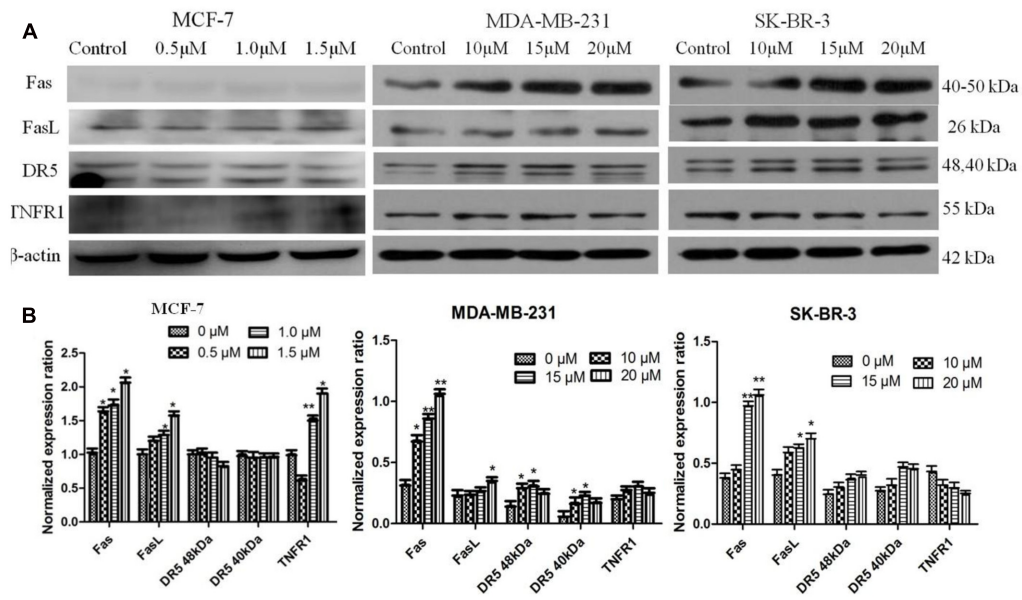 A
MCF-7 MDA-MB-231 SK-BR-3
Control 0.5μM 1.0μM 1.5μM Control 10μM 15μM 20μM Control 10μM 15μM 20μM
Fas 40-50 kDa
FasL 26 kDa
DR5 48,40 kDa
TNFR1 55 kDa
β-actin 42 kDa
B
MCF-7
0 μM 1.0 μM
0.5 μM 1.5 μM
Normalized expression ration
2.5
2.0
1.5
1.0
0.5
0.0
* * * * * ** *
Fas FasL DR5 48kDa DR5 40kDa TNFR1
MDA-MB-231
0 μM 10 μM
15 μM 20 μM
Normalized expression ratio
1.5
1.0
0.5
0.0
* ** ** * * * * *
Fas FasL DR5 48kDa DR5 40kDa TNFR1
SK-BR-3
0 μM 10 μM
15 μM 20 μM
Normalized expression ratio
1.5
1.0
0.5
0.0
** ** * *
Fas FasL DR5 48kDa DR5 40kDa TNFR1